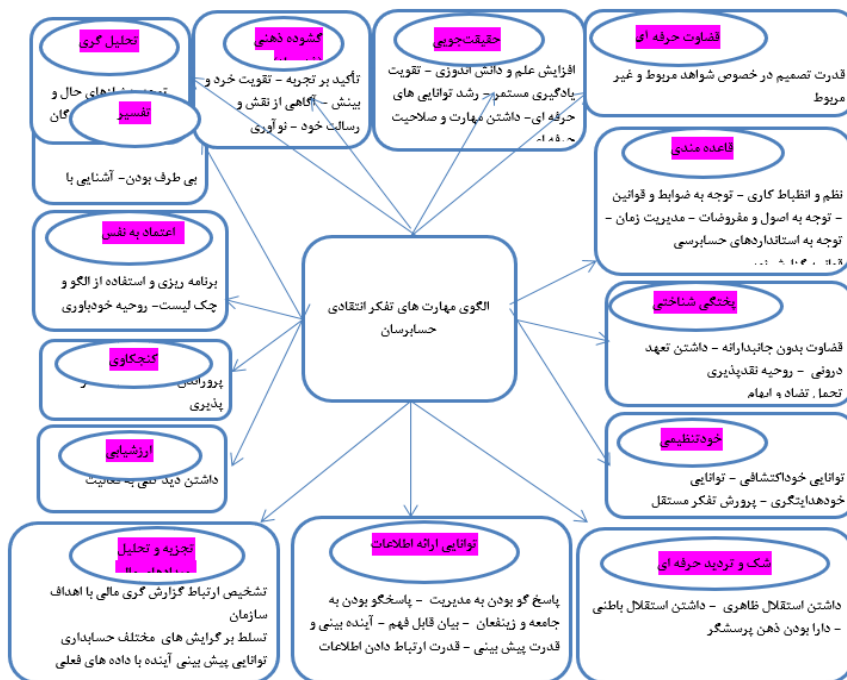 قضاوت حرفه ای
قدرت تصمیم در خصوص شواهد مربوط و غیر
مربوط
حقیقت‌جویی
افزایش علم و دانش اندوزی – تقویت
یادگیری مستمر – رشد توانایی های
حرفه ای- داشتن مهارت و صلاحیت
حرفه ای
گشوده ذهنی
تأکید بر تجربه – تقویت خرد و
بینش – آگاهی از نقش و
رسالت خود – نوآوری
تحلیل گری
حال و
گان
تفسیر
بی طرف بودن- آشنایی با
قاعده مندی
نظم و انظباط کاری – توجه به ضوابط و قوانین
– توجه به اصول و مفروضات – مدیریت زمان –
توجه به استانداردهای حسابرسی
اعتماد به نفس
برنامه ریزی و استفاده از الگو و
چک لیست- روحیه خودباوری
الگوی مهارت های تفکر انتقادی
حسابرسان
پختگی شناختی
قضاوت بدون جانبدارانه – داشتن تعهد
درونی – روحیه نقدپذیری
تحمل تضاد و ابهام
کنجکاوی
پذیری
خودتنظیمی
توانایی خوداکتشافی – توانایی
خودهدایتگری – پرورش تفکر مستقل
ارزشیابی
داشتن دید
شک و تردید حرفه ای
داشتن استقلال ظاهری – داشتن استقلال باطنی
– دارا بودن ذهن پرسشگر
توانایی ارائه اطلاعات
پاسخ گو بودن به مدیریت – پاسخگو بودن به
جامعه و زینفعان – بیان قابل فهم – آینده بینی و
قدرت پیش بینی – قدرت ارتباط دادن اطلاعات
تجزیه و تحلیل
تشخیص ارتباط گزارش گری مالی با اهداف
سازمان
تسلط بر گرایش های مختلف حسابداری
توانایی پیش بینی آینده با داده های فعلی